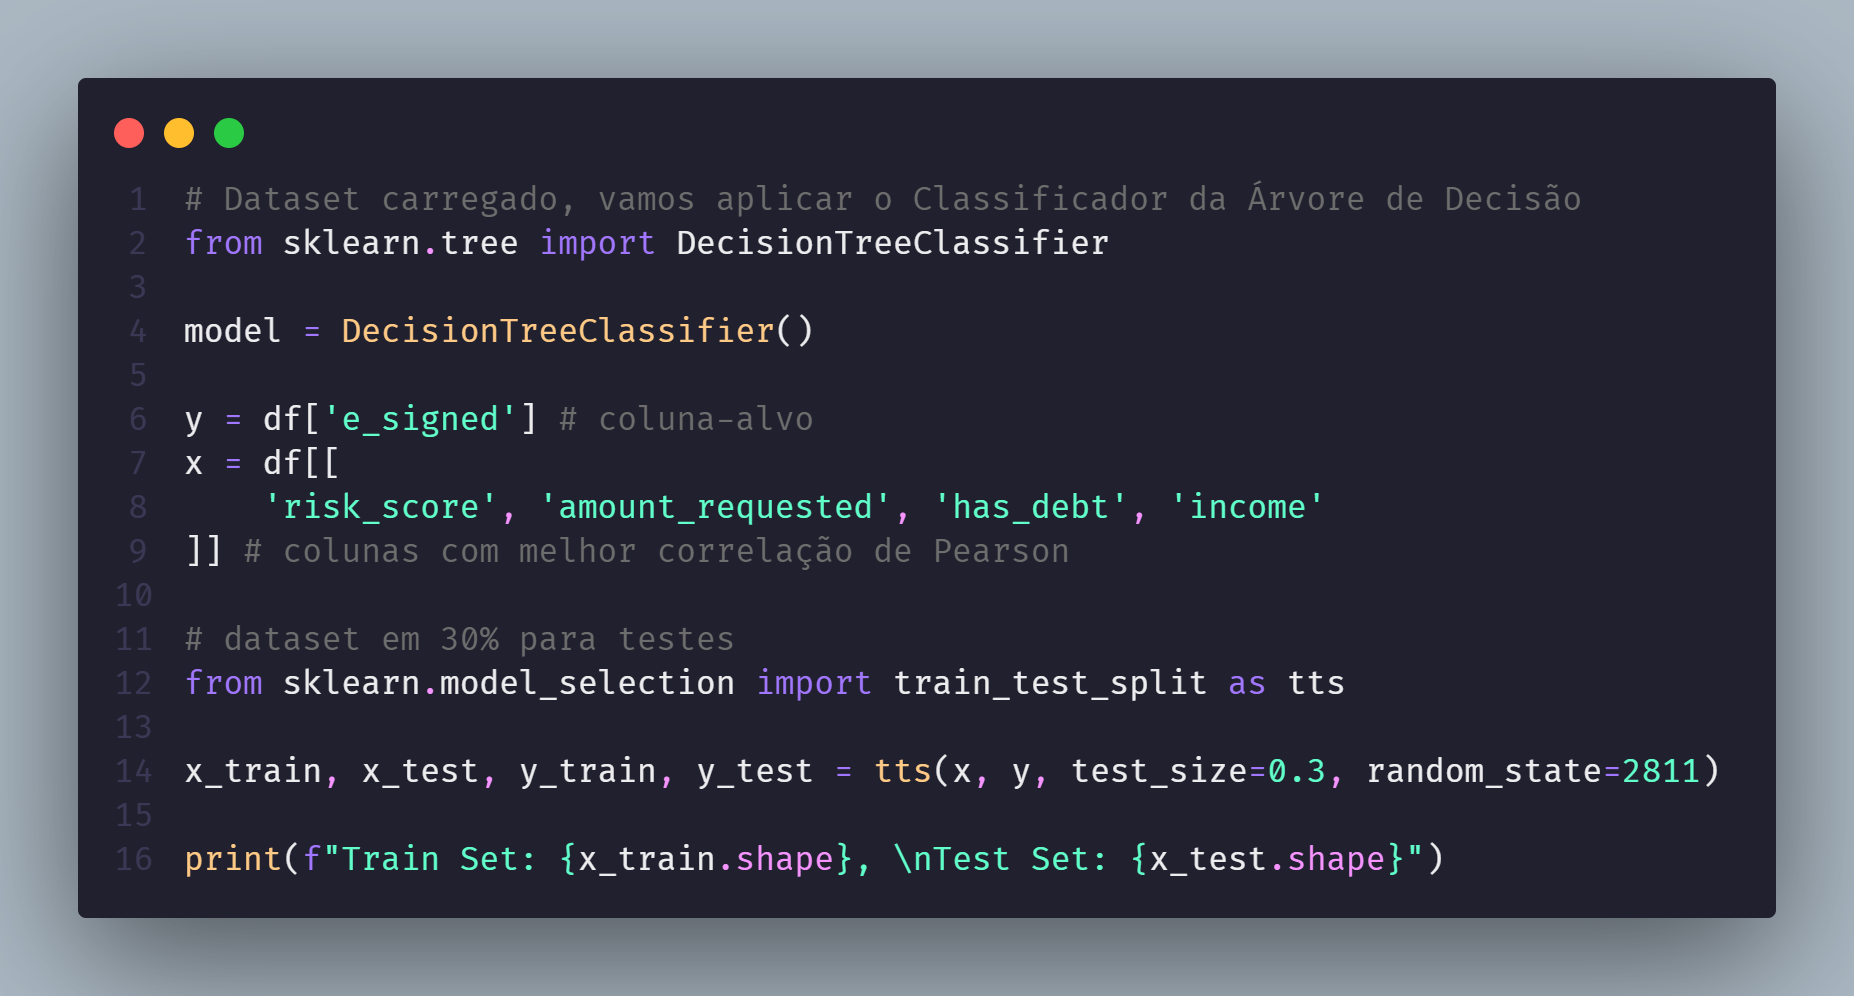 1 # Dataset carregado, vamos aplicar o Classificador da Árvore de Decisão
2 from sklearn.tree import DecisionTreeClassifier
3
4 model = DecisionTreeClassifier()
5
6 y = df['e_signed'] # coluna-alvo
7 x = df[[
8     'risk_score', 'amount_requested', 'has_debt', 'income'
9 ]] # colunas com melhor correlação de Pearson
10
11 # dataset em 30% para testes
12 from sklearn.model_selection import train_test_split as tts
13
14 x_train, x_test, y_train, y_test = tts(x, y, test_size=0.3, random_state=2811)
15
16 print(f"Train Set: {x_train.shape}, \nTest Set: {x_test.shape}")